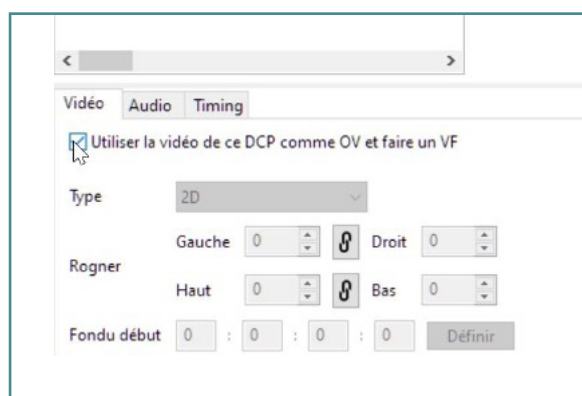 Vidéo Audio Timing
Utiliser la vidéo de ce DCP comme OV et faire un VF
Type 2D
Gauche 0 Droit 0
Rogner
Haut 0 Bas 0
Fondu début 0 : 0 : 0 : 0 Définir